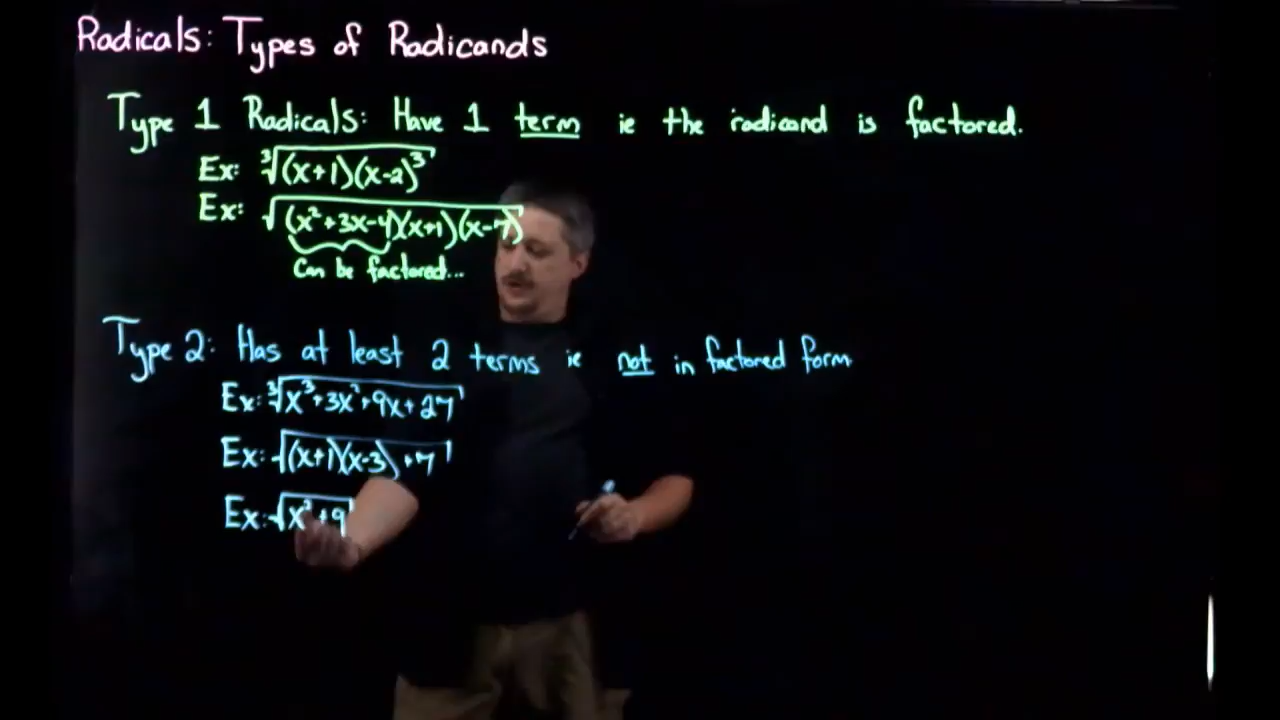 Radicals: Types of Radicands
Type 1 Radicals: Have 1 term ie the radicand is factored.
Ex: ∛((x+1)(x-2)³)
Ex: √((x²+3x-4)(x+1)(x-7))
Can be factored...
Type 2: Has at least 2 terms ie not in factored form
Ex: ∛(x³+3x²+9x+27)
Ex: √((x+1)(x-3)+7)
Ex: √(x²+9)